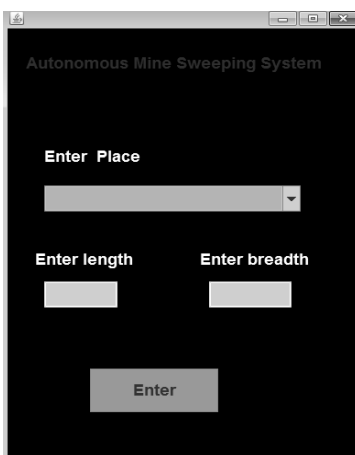 Autonomous Mine Sweeping System
Enter Place
Enter length Enter breadth
Enter